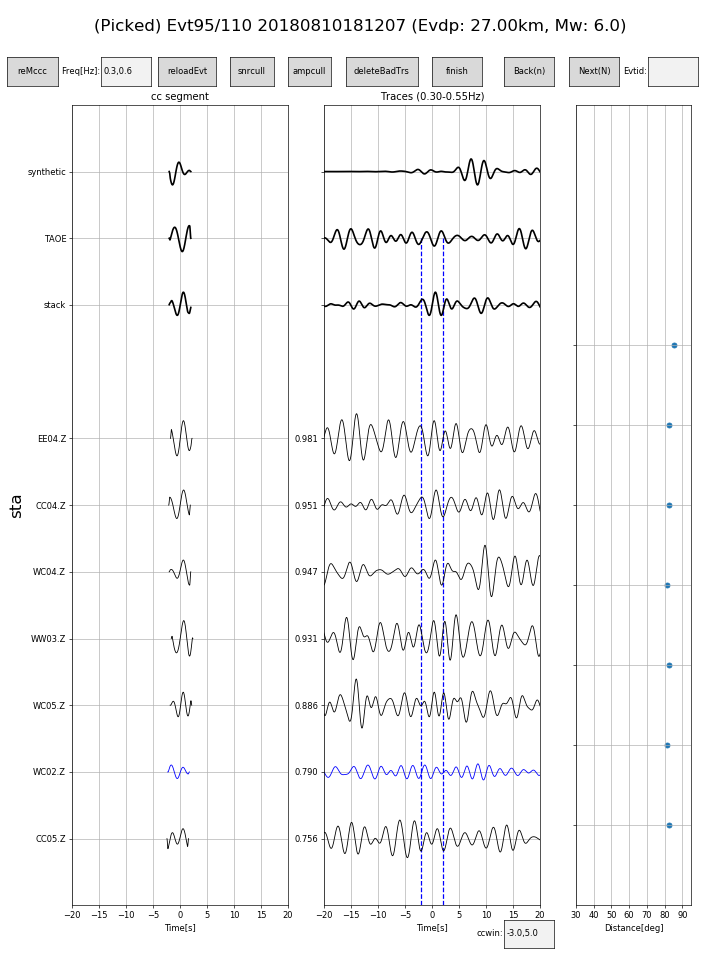 (Picked) Evt95/110 20180810181207 (Evdp: 27.00km, Mw: 6.0)
reMccc Freq[Hz]: 0.3,0.6 reloadEvt snrcull ampcull deleteBadTrs finish Back(n) Next(N) Evtid:
cc segment Traces (0.30-0.55Hz)
synthetic
TAOE
stack
EE04.Z 0.981
CC04.Z 0.951
WC04.Z 0.947
WW03.Z 0.931
WC05.Z 0.886
WC02.Z 0.790
CC05.Z 0.756
sta
−20 −15 −10 −5 0 5 10 15 20 −20 −15 −10 −5 0 5 10 15 20 30 40 50 60 70 80 90
Time[s] Time[s] Distance[deg]
ccwin: -3.0,5.0